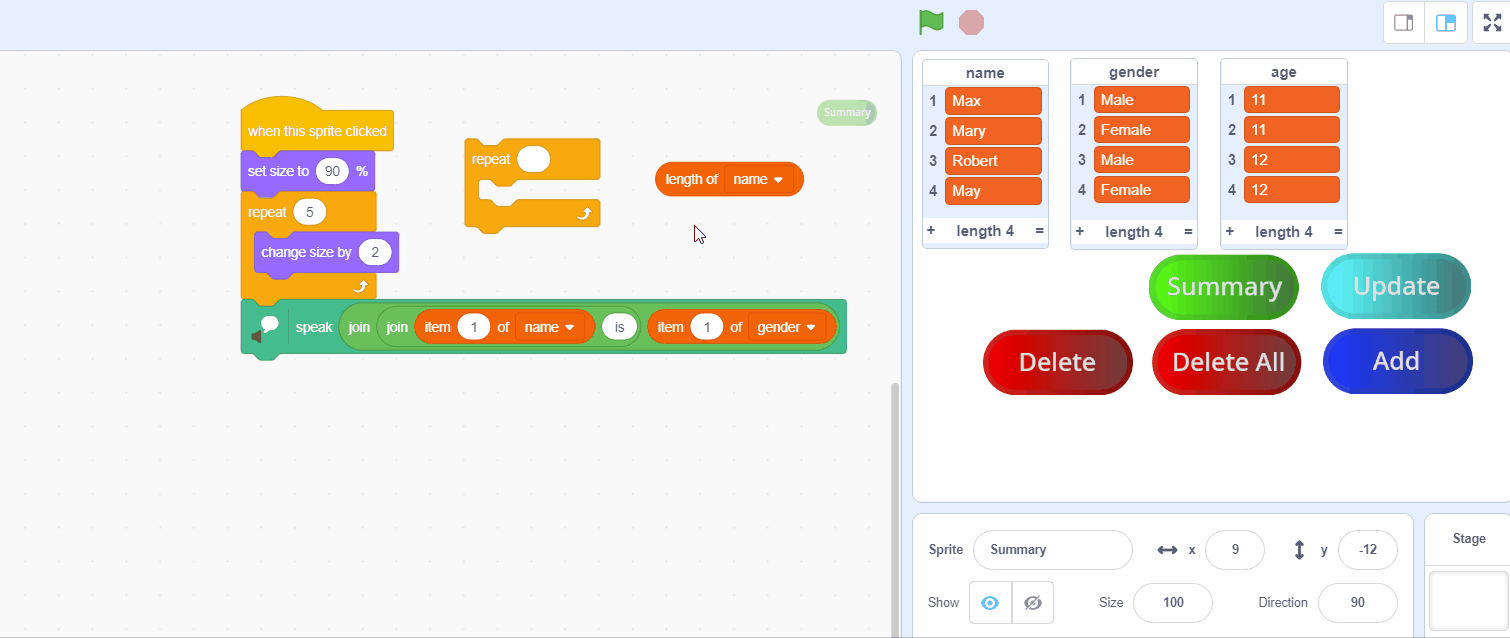 when this sprite clicked
set size to 90 %
repeat 5
change size by 2
speak join join item 1 of name is item 1 of gender
repeat
length of name
Summary
name
1 Max
2 Mary
3 Robert
4 May
+ length 4 =
gender
1 Male
2 Female
3 Male
4 Female
+ length 4 =
age
1 11
2 11
3 12
4 12
+ length 4 =
Summary
Update
Delete
Delete All
Add
Sprite Summary x 9 y -12
Show Size 100 Direction 90
Stage